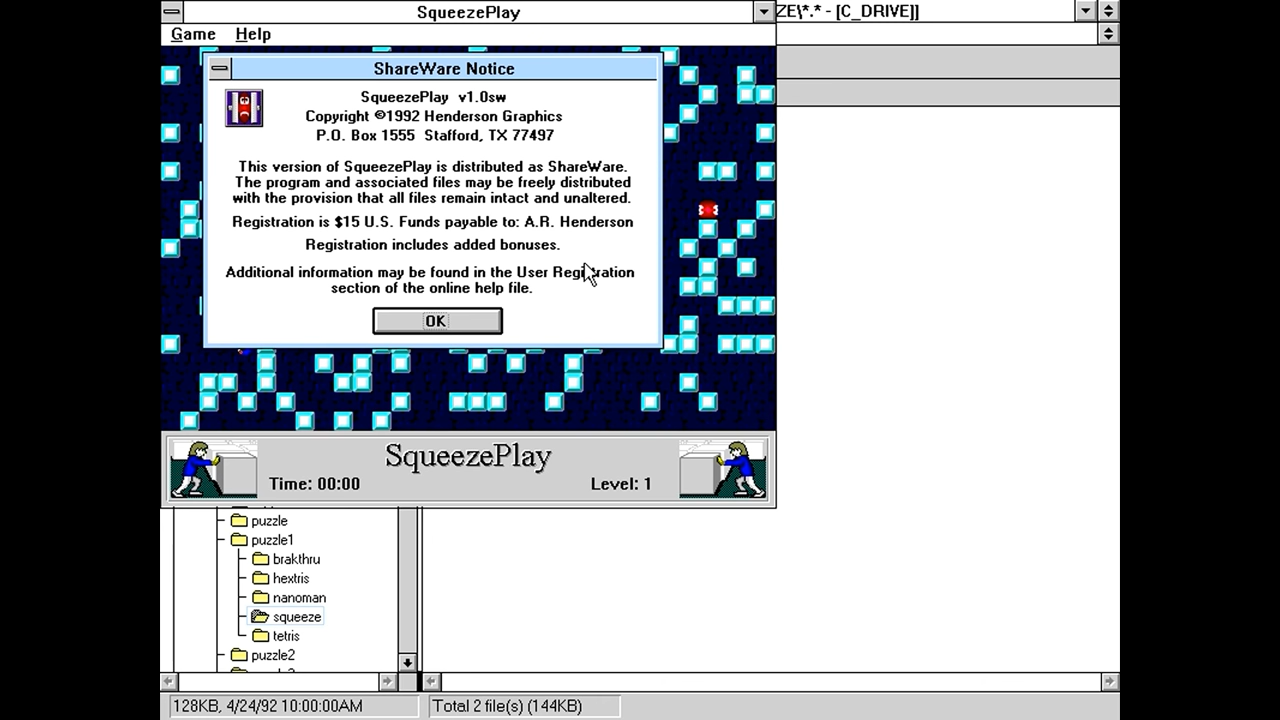 SqueezePlay
ZE\*.* - [C_DRIVE]]
Game Help
ShareWare Notice
SqueezePlay v1.0sw
Copyright ©1992 Henderson Graphics
P.O. Box 1555 Stafford, TX 77497
This version of SqueezePlay is distributed as ShareWare.
The program and associated files may be freely distributed
with the provision that all files remain intact and unaltered.
Registration is $15 U.S. Funds payable to: A.R. Henderson
Registration includes added bonuses.
Additional information may be found in the User Registration
section of the online help file.
OK
SqueezePlay
Time: 00:00 Level: 1
puzzle
puzzle1
brakthru
hextris
nanoman
squeeze
tetris
puzzle2
128KB, 4/24/92 10:00:00AM Total 2 file(s) (144KB)